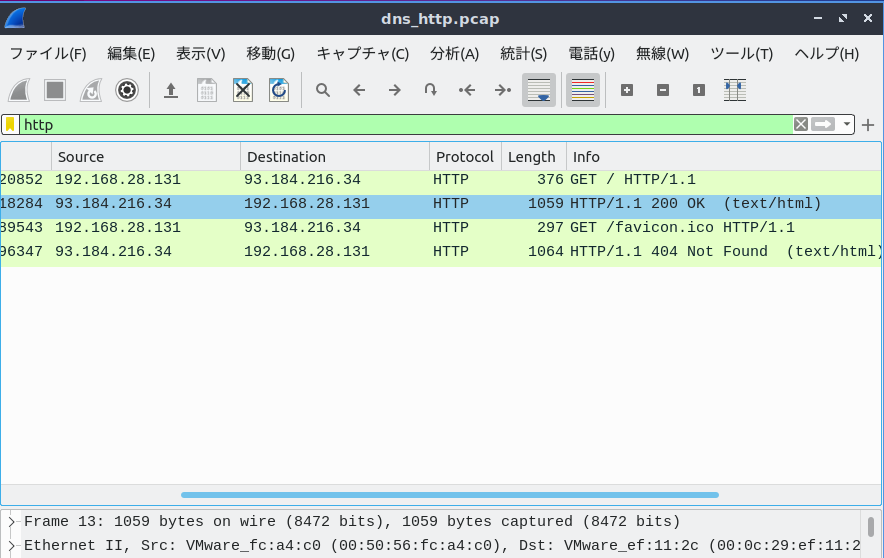 dns_http.pcap
ファイル(F) 編集(E) 表示(V) 移動(G) キャプチャ(C) 分析(A) 統計(S) 電話(y) 無線(W) ツール(T) ヘルプ(H)
http
Source Destination Protocol Length Info
20852 192.168.28.131 93.184.216.34 HTTP 376 GET / HTTP/1.1
18284 93.184.216.34 192.168.28.131 HTTP 1059 HTTP/1.1 200 OK (text/html)
39543 192.168.28.131 93.184.216.34 HTTP 297 GET /favicon.ico HTTP/1.1
96347 93.184.216.34 192.168.28.131 HTTP 1064 HTTP/1.1 404 Not Found (text/html)
Frame 13: 1059 bytes on wire (8472 bits), 1059 bytes captured (8472 bits)
Ethernet II, Src: VMware_fc:a4:c0 (00:50:56:fc:a4:c0), Dst: VMware_ef:11:2c (00:0c:29:ef:11:2